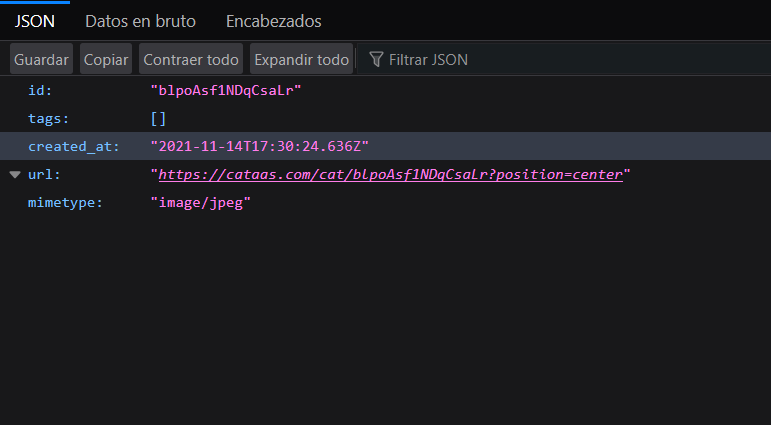 JSON Datos en bruto Encabezados
Guardar Copiar Contraer todo Expandir todo Filtrar JSON
id: "blpoAsf1NDqCsaLr"
tags: []
created_at: "2021-11-14T17:30:24.636Z"
url: "https://cataas.com/cat/blpoAsf1NDqCsaLr?position=center"
mimetype: "image/jpeg"